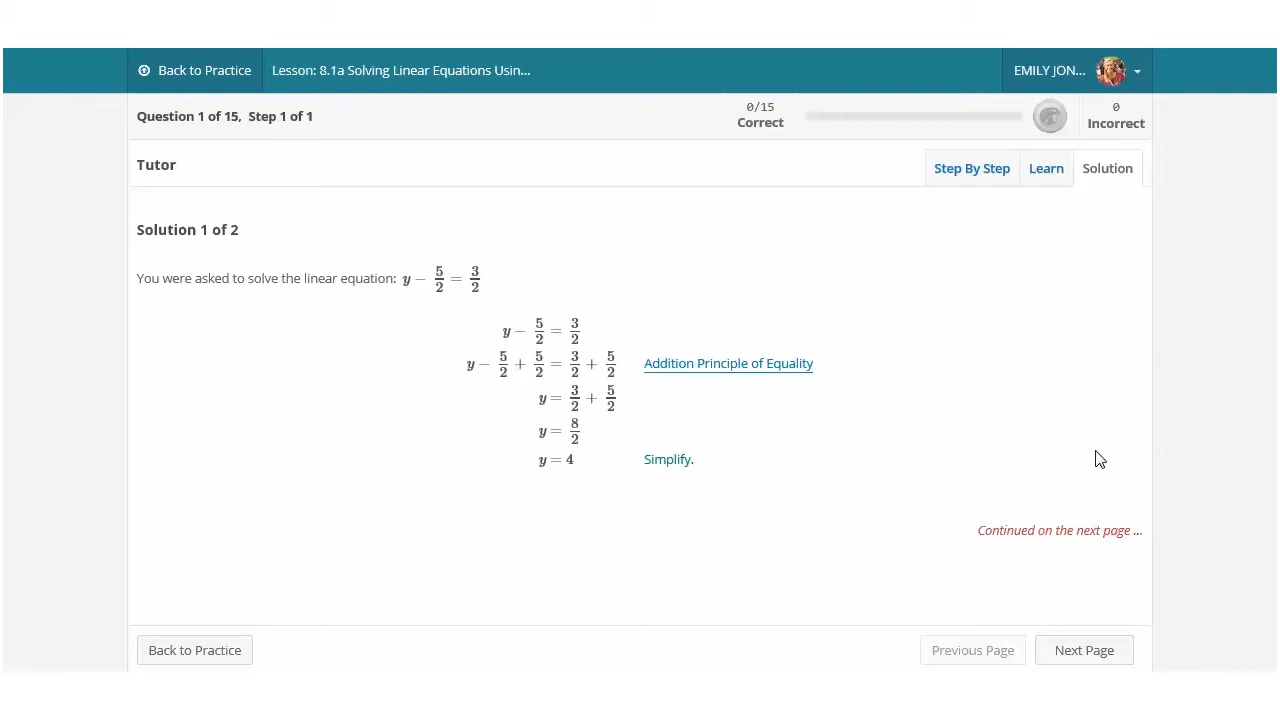 Back to Practice Lesson: 8.1a Solving Linear Equations Usin... EMILY JON...
Question 1 of 15, Step 1 of 1 0/15 Correct 0 Incorrect
Tutor Step By Step Learn Solution
Solution 1 of 2
You were asked to solve the linear equation: y − 5/2 = 3/2
y − 5/2 = 3/2
y − 5/2 + 5/2 = 3/2 + 5/2 Addition Principle of Equality
y = 3/2 + 5/2
y = 8/2
y = 4 Simplify.
Continued on the next page ...
Back to Practice Previous Page Next Page